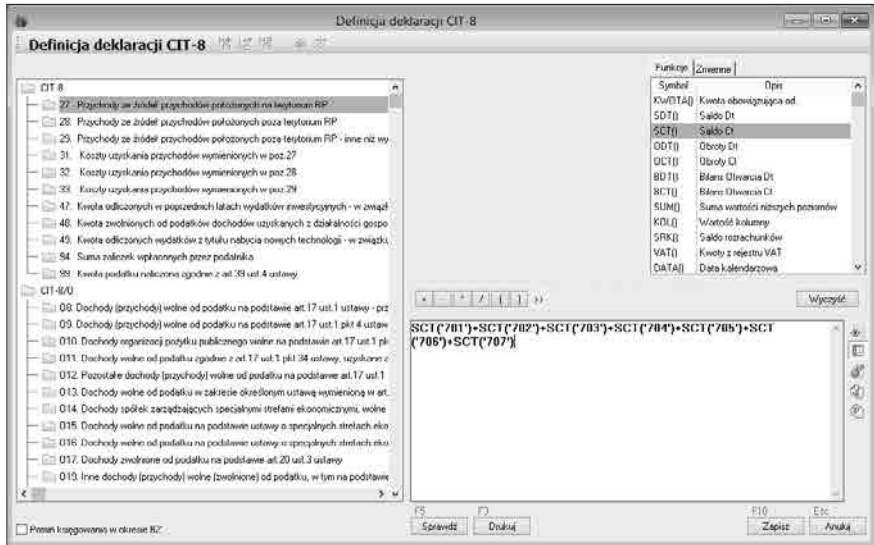 Definicja deklaracji CIT-8
Definicja deklaracji CIT-8
CIT-8
27. Przychody ze źródeł przychodów położonych na terytorium RP
28. Przychody ze źródeł przychodów położonych poza terytorium RP
29. Przychody ze źródeł przychodów położonych poza terytorium RP - inne niż wy
31. Koszty uzyskania przychodów wymienionych w poz.27
32. Koszty uzyskania przychodów wymienionych w poz.28
33. Koszty uzyskania przychodów wymienionych w poz.29
47. Kwota odliczonych w poprzednich latach wydatków inwestycyjnych - w związk
48. Kwota zwolnionych od podatków dochodów uzyskanych z działalności gospo
49. Kwota odliczonych wydatków z tytułu nabycia nowych technologii - w związku
94. Suma zaliczek wpłaconych przez podatnika
99. Kwota podatku naliczona zgodnie z art.39 ust.4 ustawy
CIT-8/O
O8. Dochody (przychody) wolne od podatku na podstawie art.17 ust.1 ustawy - prz
O9. Dochody (przychody) wolne od podatku na podstawie art.17 ust.1 pkt 4 ustaw
O10. Dochody organizacji pożytku publicznego wolne na podstawie art.17 ust.1 pk
O11. Dochody wolne od podatku zgodnie z art.17 ust.1 pkt 34 ustawy, uzyskane z
O12. Pozostałe dochody (przychody) wolne od podatku na podstawie art.17 ust.1
O13. Dochody wolne od podatku w zakresie określonym ustawą wymienioną w art.
O14. Dochody spółek zarządzających specjalnymi strefami ekonomicznymi, wolne
O15. Dochody wolne od podatku na podstawie ustawy o specjalnych strefach eko
O16. Dochody wolne od podatku na podstawie ustawy o specjalnych strefach eko
O17. Dochody zwolnione od podatku na podstawie art.20 ust.3 ustawy
O19. Inne dochody (przychody) wolne (zwolnione) od podatku, w tym na podstawie
Pomiń księgowania w okresie BZ
Funkcje Zmienne
Symbol Opis
KWOTA() Kwota obowiązująca od
SDT() Saldo Dt
SCT() Saldo Ct
ODT() Obroty Dt
OCT() Obroty Ct
BDT() Bilans Otwarcia Dt
BCT() Bilans Otwarcia Ct
SUM() Suma wartości niższych poziomów
KOL() Wartość kolumny
SRK() Saldo rozrachunków
VAT() Kwoty z rejestru VAT
DATA() Data kalendarzowa
+ - * / ( ) >>
Wyczyść
SCT('701')+SCT('702')+SCT('703')+SCT('704')+SCT('705')+SCT
('706')+SCT('707')
F5 F10 Esc
Sprawdź Drukuj Zapisz Anuluj